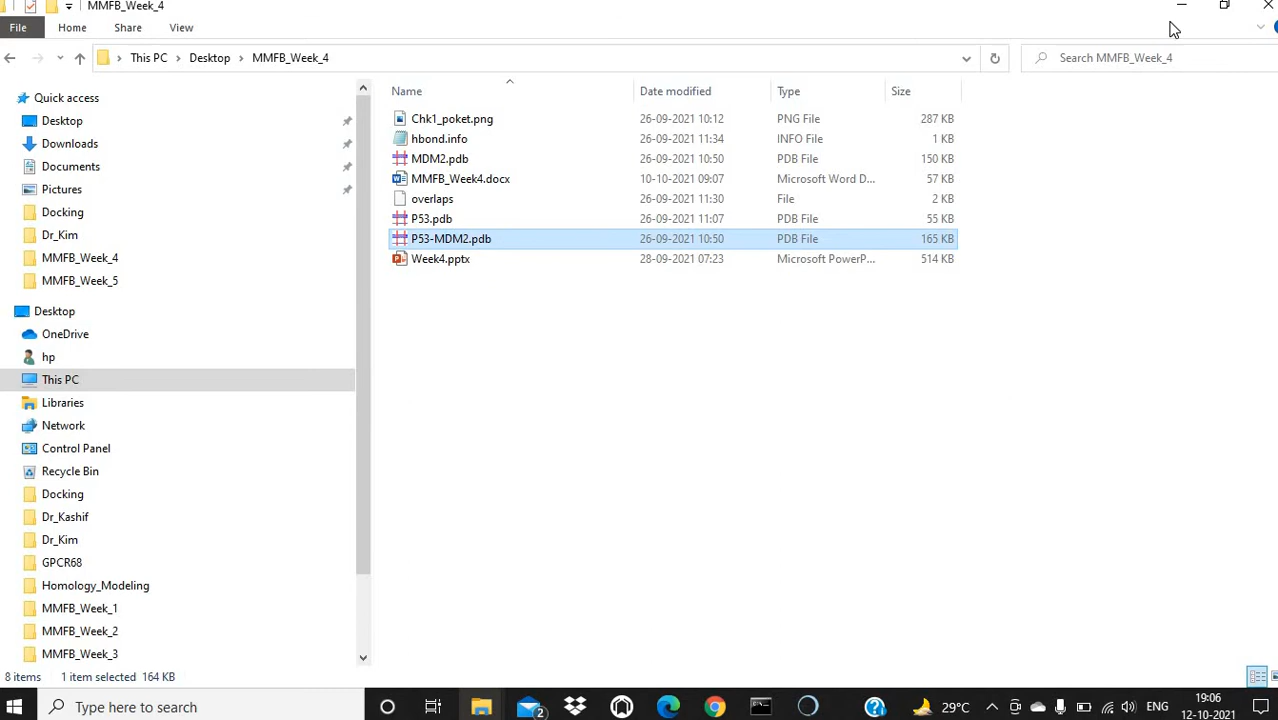 MMFB_Week_4
File Home Share View
This PC Desktop MMFB_Week_4
Search MMFB_Week_4
Name Date modified Type Size
Chk1_poket.png 26-09-2021 10:12 PNG File 287 KB
hbond.info 26-09-2021 11:34 INFO File 1 KB
MDM2.pdb 26-09-2021 10:50 PDB File 150 KB
MMFB_Week4.docx 10-10-2021 09:07 Microsoft Word D... 57 KB
overlaps 26-09-2021 11:30 File 2 KB
P53.pdb 26-09-2021 11:07 PDB File 55 KB
P53-MDM2.pdb 26-09-2021 10:50 PDB File 165 KB
Week4.pptx 28-09-2021 07:23 Microsoft PowerP... 514 KB
Quick access
Desktop
Downloads
Documents
Pictures
Docking
Dr_Kim
MMFB_Week_4
MMFB_Week_5
Desktop
OneDrive
hp
This PC
Libraries
Network
Control Panel
Recycle Bin
Docking
Dr_Kashif
Dr_Kim
GPCR68
Homology_Modeling
MMFB_Week_1
MMFB_Week_2
MMFB_Week_3
8 items 1 item selected 164 KB
Type here to search
2
29°C
ENG
19:06
12-10-2021